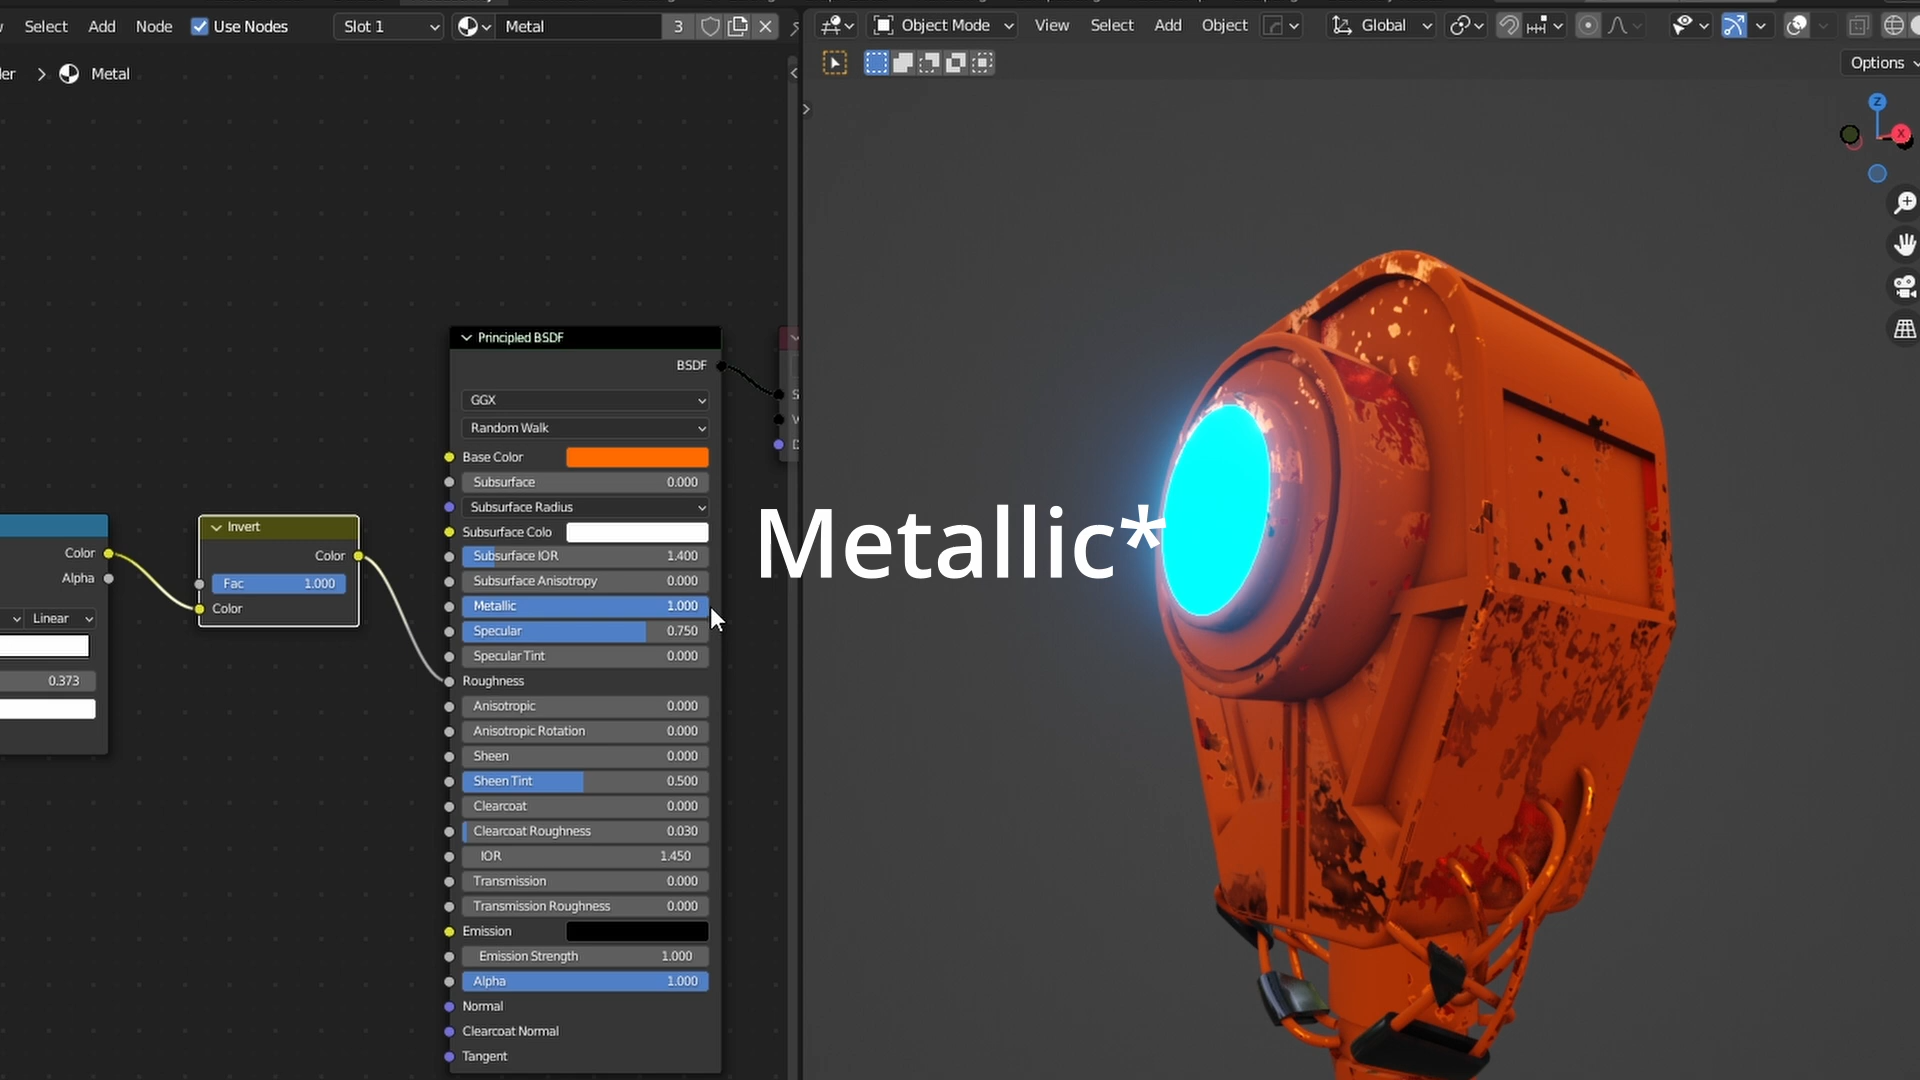 Select Add Node Use Nodes Slot 1 Metal 3
Object Mode View Select Add Object Global
Options
Metal
Z
X
Principled BSDF
BSDF
GGX
Random Walk
Base Color
Subsurface 0.000
Subsurface Radius
Subsurface Colo
Subsurface IOR 1.400
Subsurface Anisotropy 0.000
Metallic 1.000
Specular 0.750
Specular Tint 0.000
Roughness
Anisotropic 0.000
Anisotropic Rotation 0.000
Sheen 0.000
Sheen Tint 0.500
Clearcoat 0.000
Clearcoat Roughness 0.030
IOR 1.450
Transmission 0.000
Transmission Roughness 0.000
Emission
Emission Strength 1.000
Alpha 1.000
Normal
Clearcoat Normal
Tangent
Color
Alpha
Linear
0.373
Invert
Color
Fac 1.000
Color
Metallic*